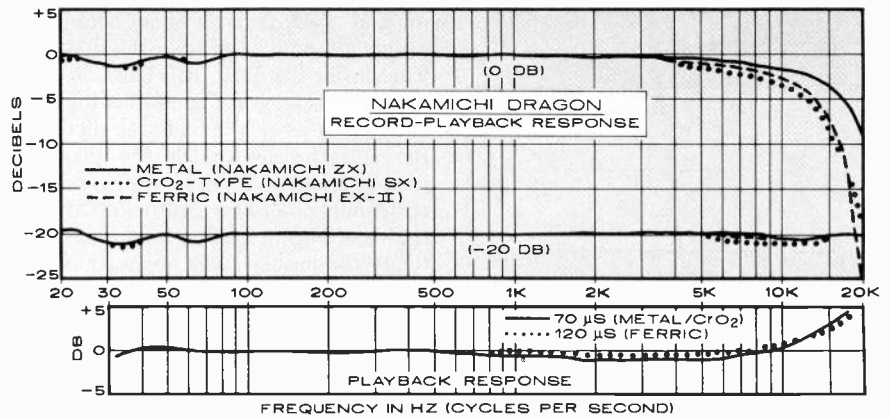 +5
0
-5
-10
-15
-20
-25
DECIBELS
(0 DB)
NAKAMICHI DRAGON
RECORD-PLAYBACK RESPONSE
METAL (NAKAMICHI ZX)
CrO2-TYPE (NAKAMICHI SX)
FERRIC (NAKAMICHI EX-II)
(-20 DB)
20 50 100 200 500 1K 2K 5K 10K 20K
+5
0
-5
DB
70 µS (METAL/CrO2)
120 µS (FERRIC)
PLAYBACK RESPONSE
FREQUENCY IN HZ (CYCLES PER SECOND)